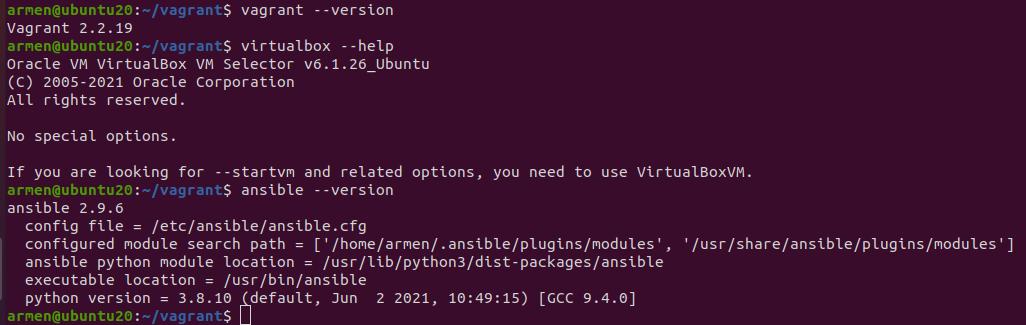 armen@ubuntu20:~/vagrant$ vagrant --version
Vagrant 2.2.19
armen@ubuntu20:~/vagrant$ virtualbox --help
Oracle VM VirtualBox VM Selector v6.1.26_Ubuntu
(C) 2005-2021 Oracle Corporation
All rights reserved.
No special options.
If you are looking for --startvm and related options, you need to use VirtualBoxVM.
armen@ubuntu20:~/vagrant$ ansible --version
ansible 2.9.6
  config file = /etc/ansible/ansible.cfg
  configured module search path = ['/home/armen/.ansible/plugins/modules', '/usr/share/ansible/plugins/modules']
  ansible python module location = /usr/lib/python3/dist-packages/ansible
  executable location = /usr/bin/ansible
  python version = 3.8.10 (default, Jun  2 2021, 10:49:15) [GCC 9.4.0]
armen@ubuntu20:~/vagrant$